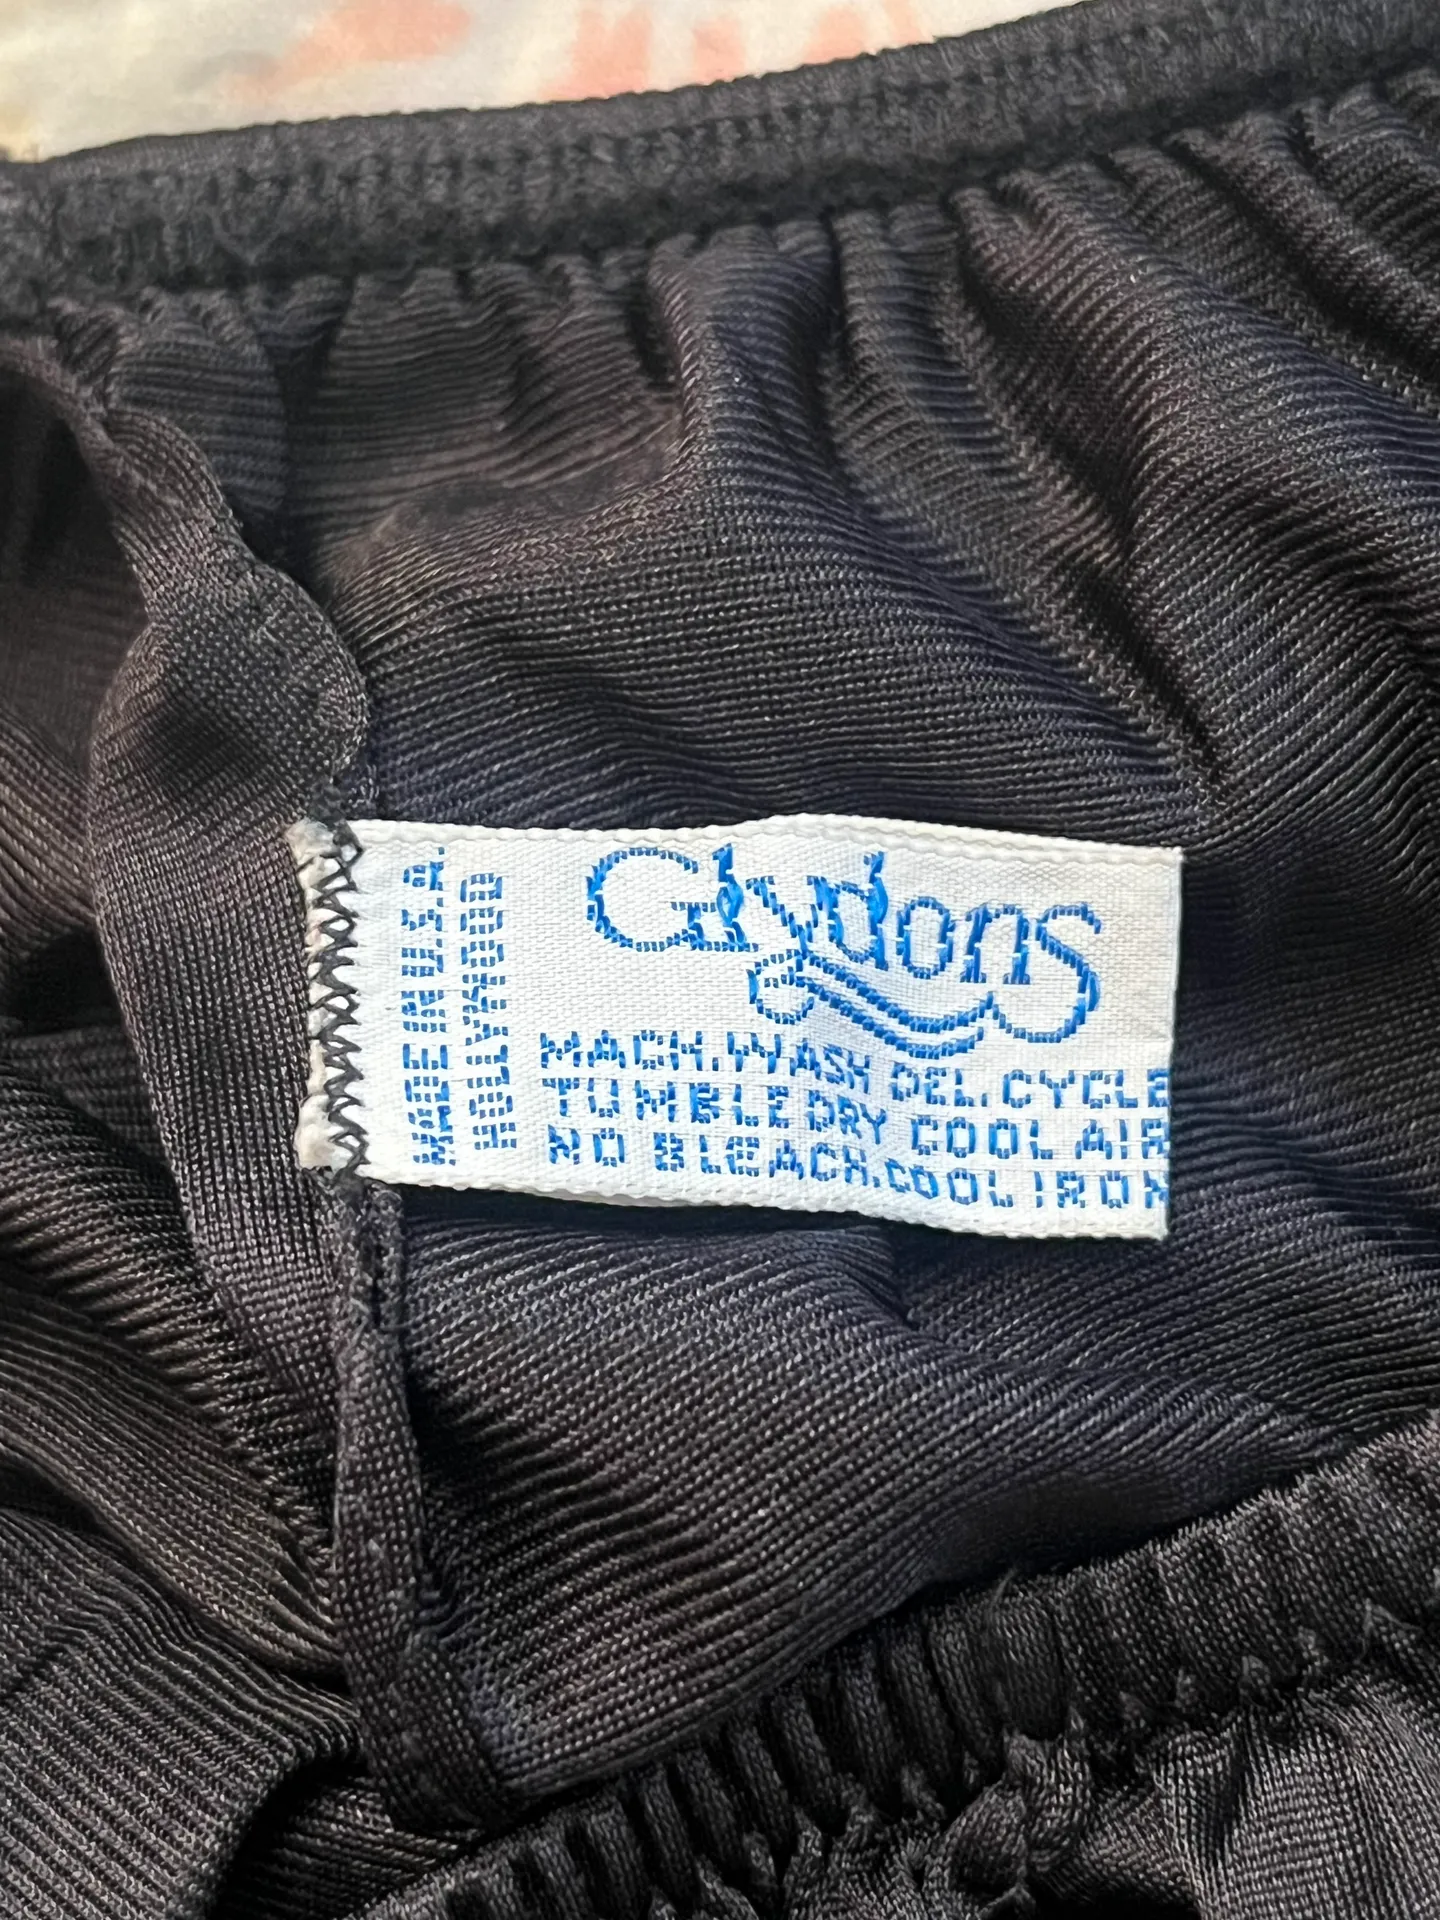 MADE IN U.S.A
HOLLYWOOD
Glydons
MACH.WASH DEL.CYCLE
TUMBLE DRY COOL AIR
NO BLEACH.COOL IRON